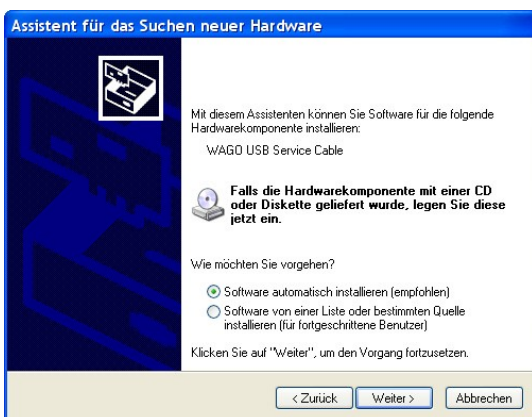 Assistent für das Suchen neuer Hardware
Mit diesem Assistenten können Sie Software für die folgende
Hardwarekomponente installieren:
WAGO USB Service Cable
Falls die Hardwarekomponente mit einer CD
oder Diskette geliefert wurde, legen Sie diese
jetzt ein.
Wie möchten Sie vorgehen?
Software automatisch installieren (empfohlen)
Software von einer Liste oder bestimmten Quelle
installieren (für fortgeschrittene Benutzer)
Klicken Sie auf "Weiter", um den Vorgang fortzusetzen.
< Zurück Weiter > Abbrechen